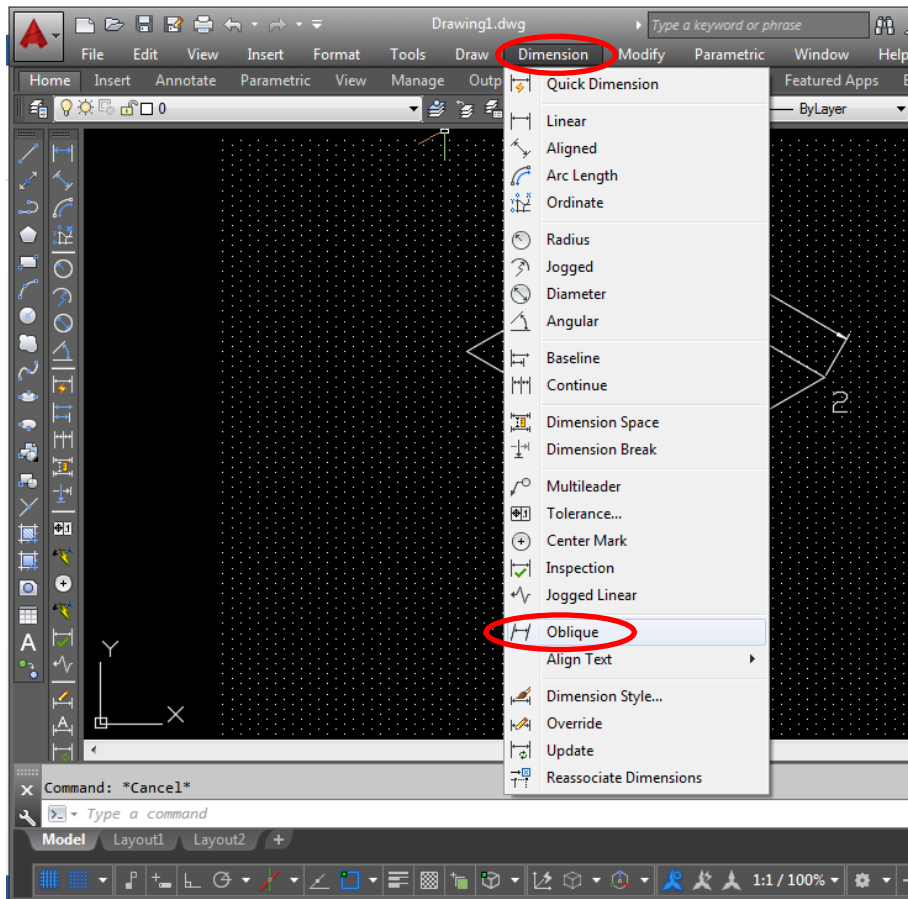 Drawing1.dwg Type a keyword or phrase
File Edit View Insert Format Tools Draw Dimension Modify Parametric Window Help
Home Insert Annotate Parametric View Manage Outp Featured Apps
0 ByLayer
Quick Dimension
Linear
Aligned
Arc Length
Ordinate
Radius
Jogged
Diameter
Angular
Baseline
Continue
Dimension Space
Dimension Break
2
Multileader
Tolerance...
Center Mark
Inspection
Jogged Linear
Oblique
Align Text
Y
X
Dimension Style...
Override
Update
Reassociate Dimensions
Command: *Cancel*
Type a command
Model Layout1 Layout2 +
1:1 / 100%